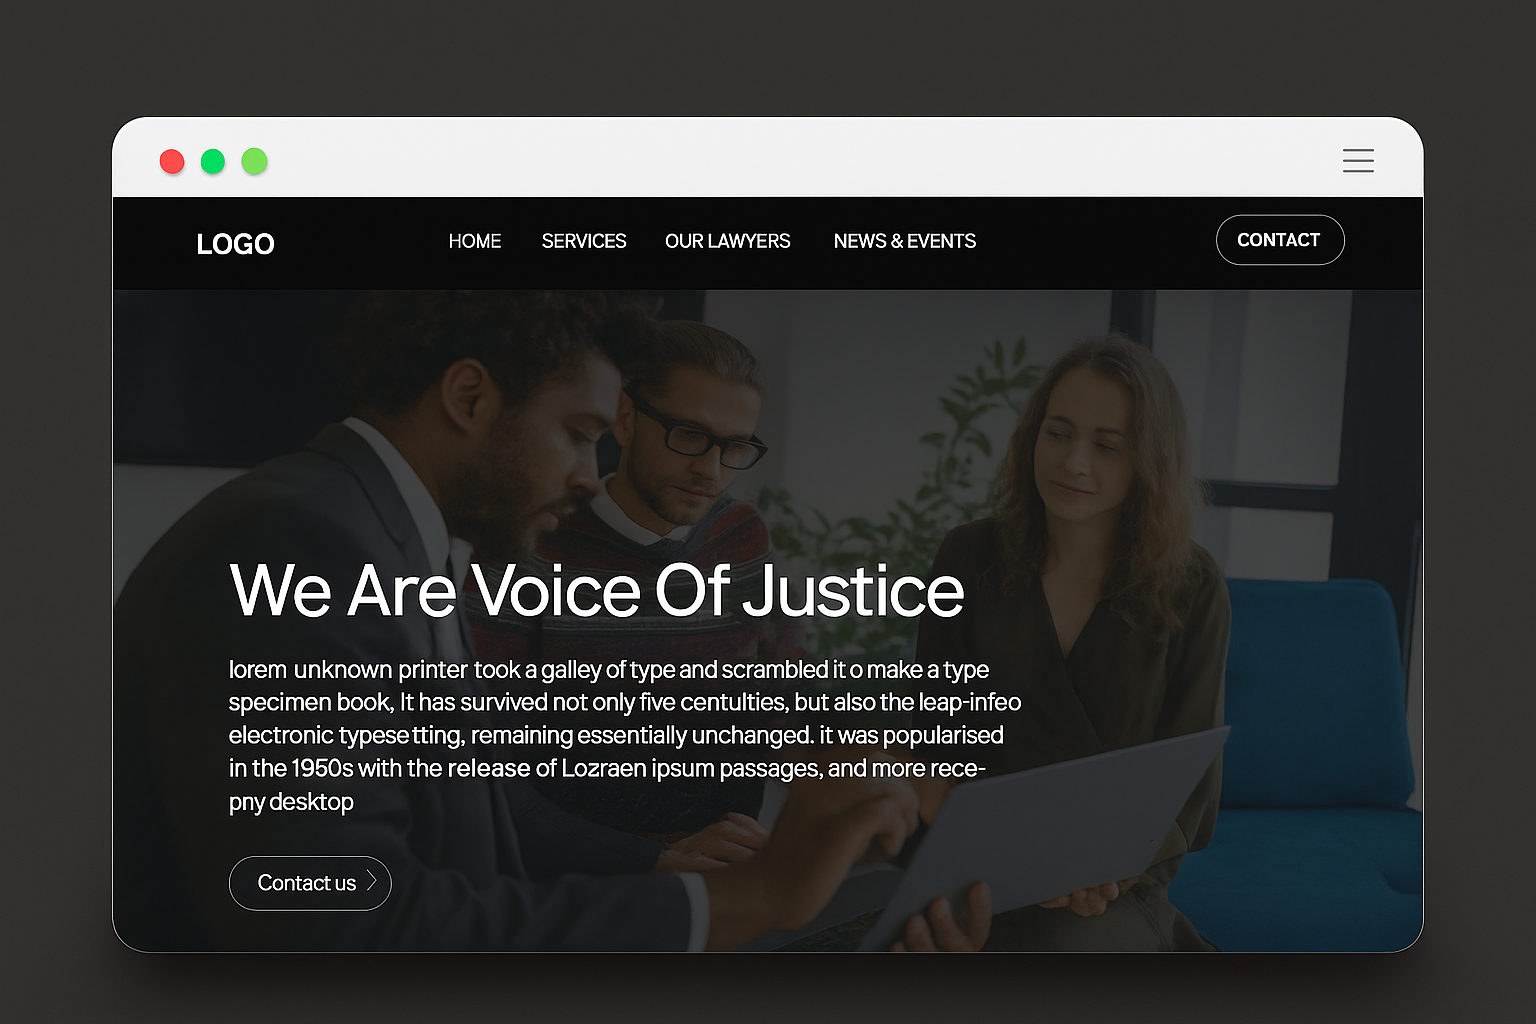 LOGO
HOME
SERVICES
OUR LAWYERS
NEWS & EVENTS
CONTACT
We Are Voice Of Justice
lorem unknown printer took a galley of type and scrambled it o make a type
specimen book, It has survived not only five centulties, but also the leap-infeo
electronic typesetting, remaining essentially unchanged. it was popularised
in the 1950s with the release of Lozraen ipsum passages, and more rece-
pny desktop
Contact us